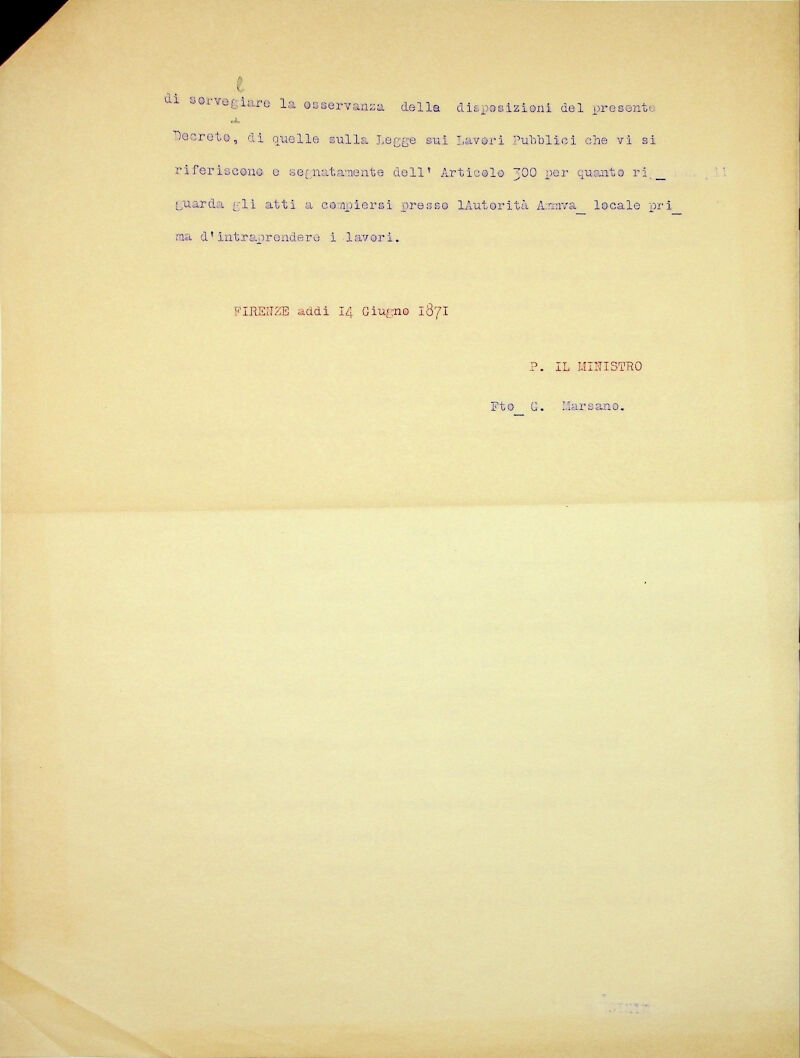 l
di sorvegiare la osservanza della disposizioni del presente
Decreto, di quelle sulla Legge sui Lavori Pubblici che vi si
riferiscono e segnatamente dell' Articolo 300 per quanto ri_
guarda gli atti a compiersi presso lAutorità Ammva_ locale pri_
ma d'intraprendere i lavori.
FIRENZE addi I4 Giugno I87I
P. IL MINISTRO
Fto_ G. Marsano.